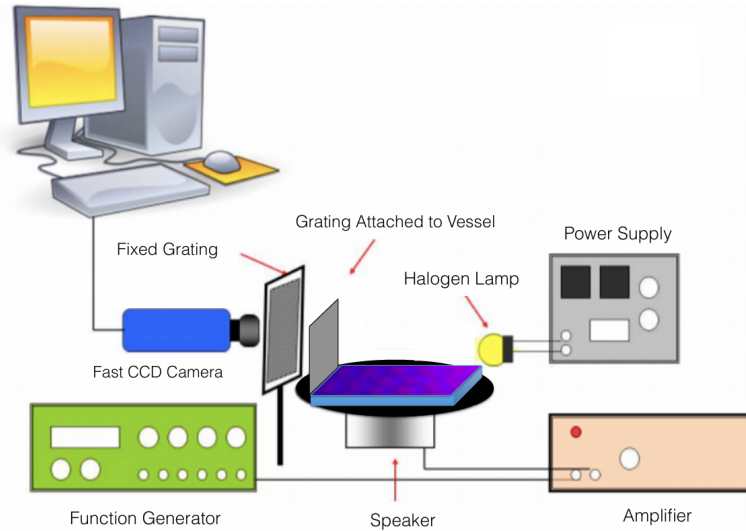 Grating Attached to Vessel
Fixed Grating
Power Supply
Halogen Lamp
Fast CCD Camera
Function Generator
Speaker
Amplifier